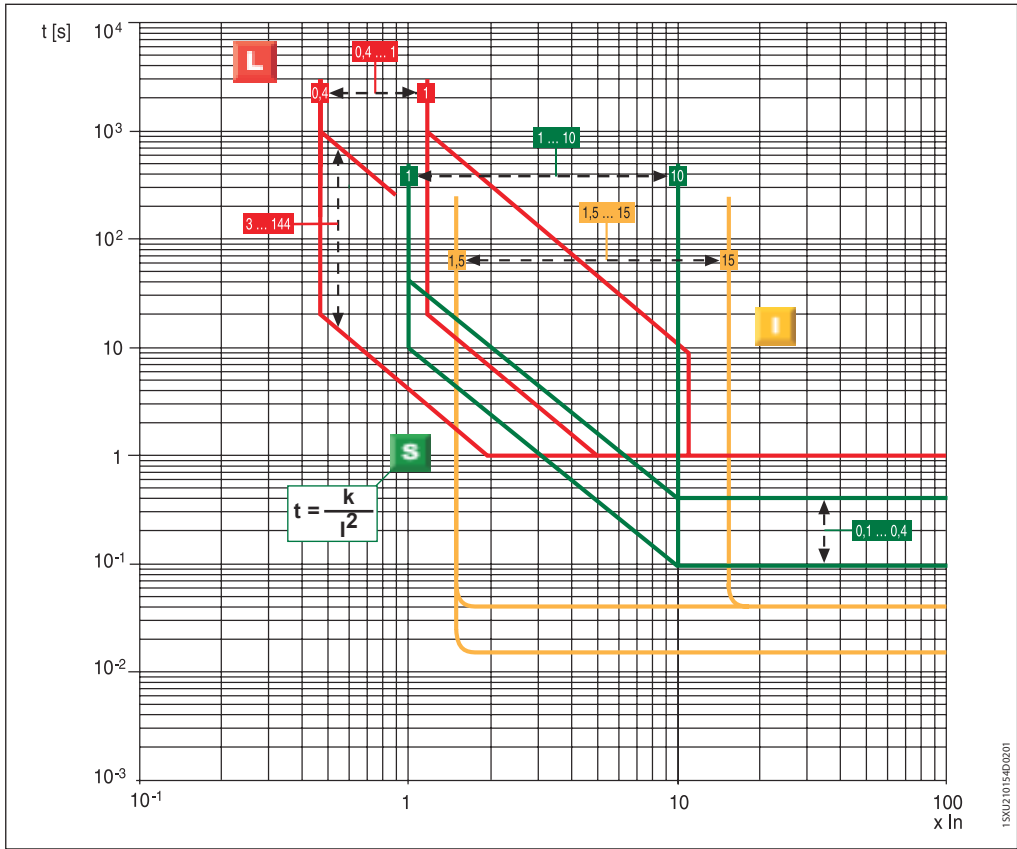 t [s]
10⁴
L
0,4 ... 1
0,4
1
10³
1 ... 10
1
10
3 ... 144
1,5 ... 15
10²
1,5
15
I
10
1
S
t = k / I²
0,1 ... 0,4
10⁻¹
10⁻²
10⁻³
10⁻¹
1
10
100
x In
1SXU210154D0201